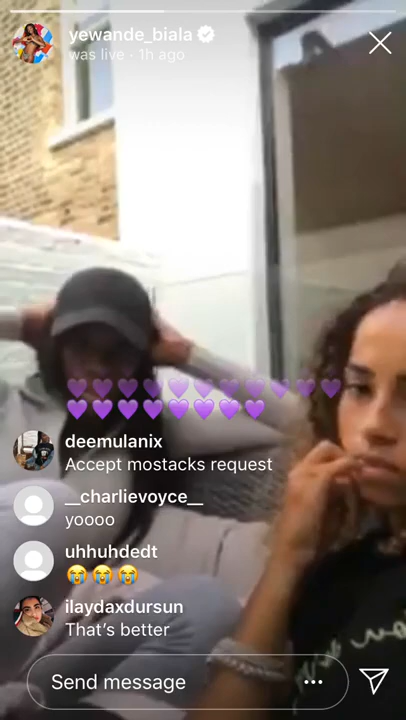 yewande_biala
was live · 1h ago
deemulanix
Accept mostacks request
__charlievoyce__
yoooo
uhhuhdedt
😭😭😭
ilaydaxdursun
That's better
Send message